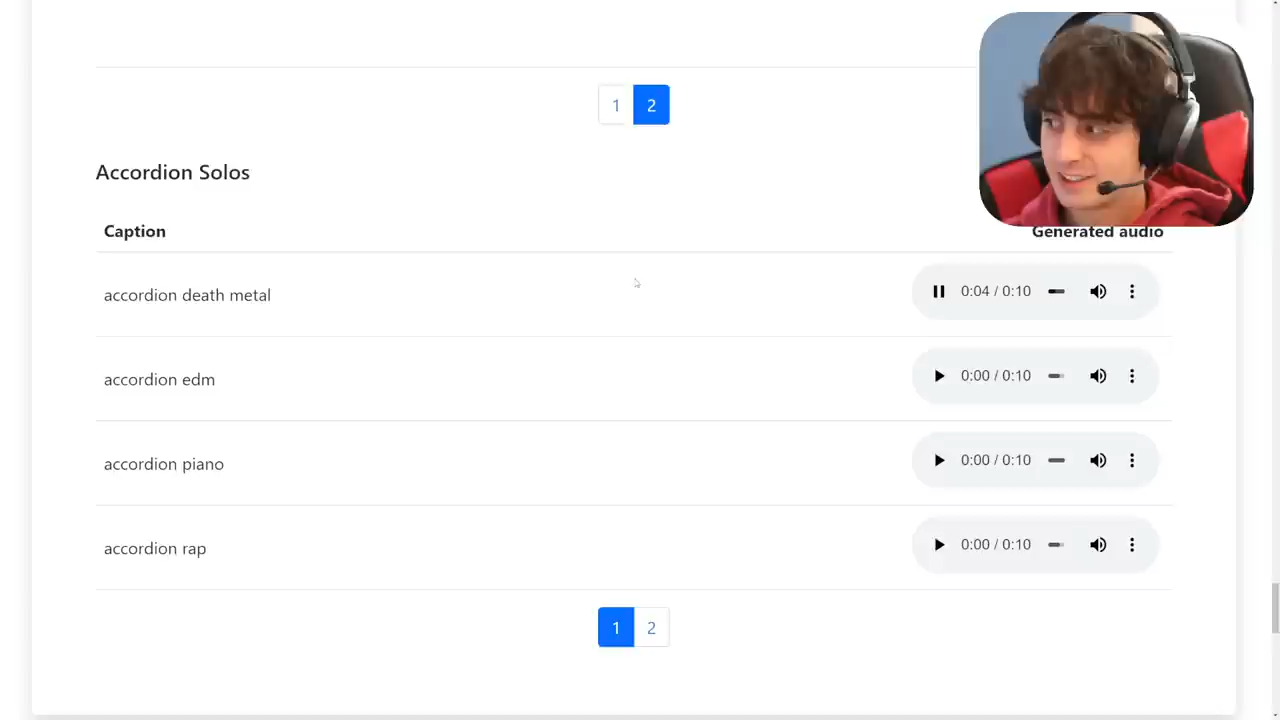 1 2
Accordion Solos
Caption Generated audio
accordion death metal 0:04 / 0:10
accordion edm 0:00 / 0:10
accordion piano 0:00 / 0:10
accordion rap 0:00 / 0:10
1 2